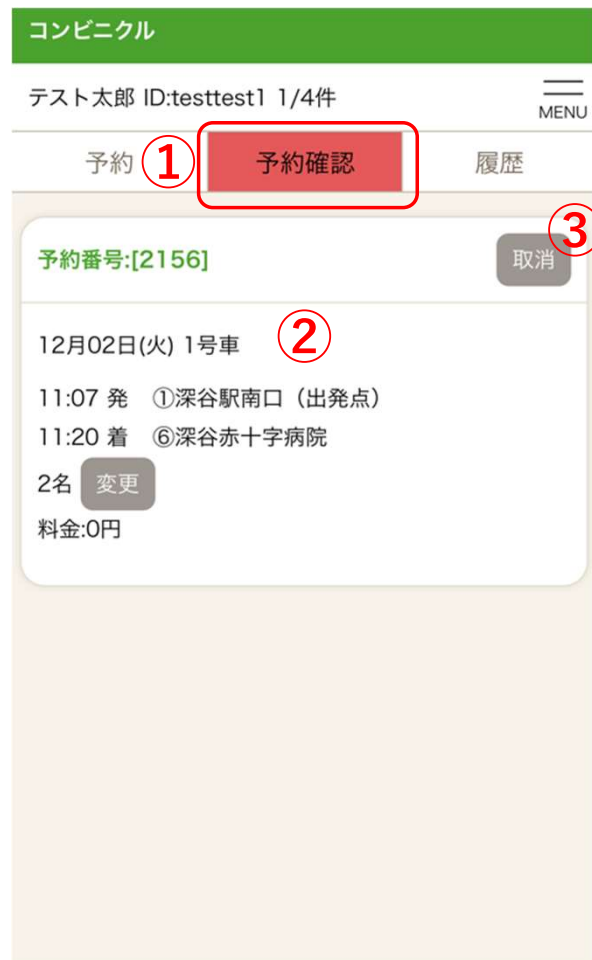 コンビニクル
テスト太郎 ID:testtest1 1/4件
MENU
予約 ① 予約確認 履歴
③
予約番号:[2156] 取消
12月02日(火) 1号車 ②
11:07 発 ①深谷駅南口（出発点）
11:20 着 ⑥深谷赤十字病院
2名 変更
料金:0円